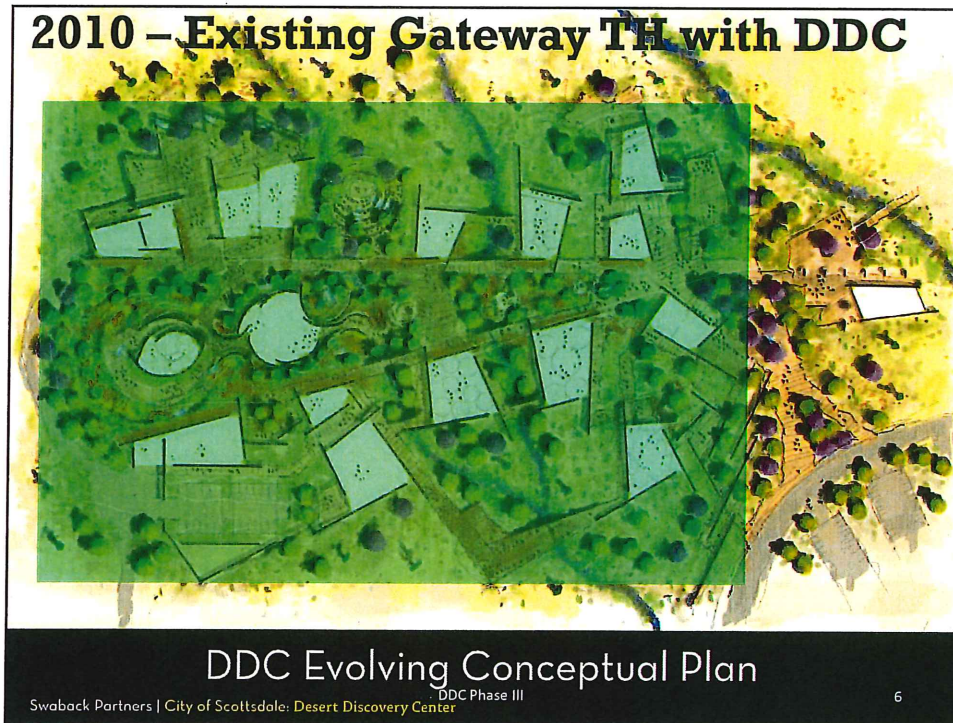 2010 – Existing Gateway TH with DDC
DDC Evolving Conceptual Plan
DDC Phase III
Swaback Partners | City of Scottsdale: Desert Discovery Center
6